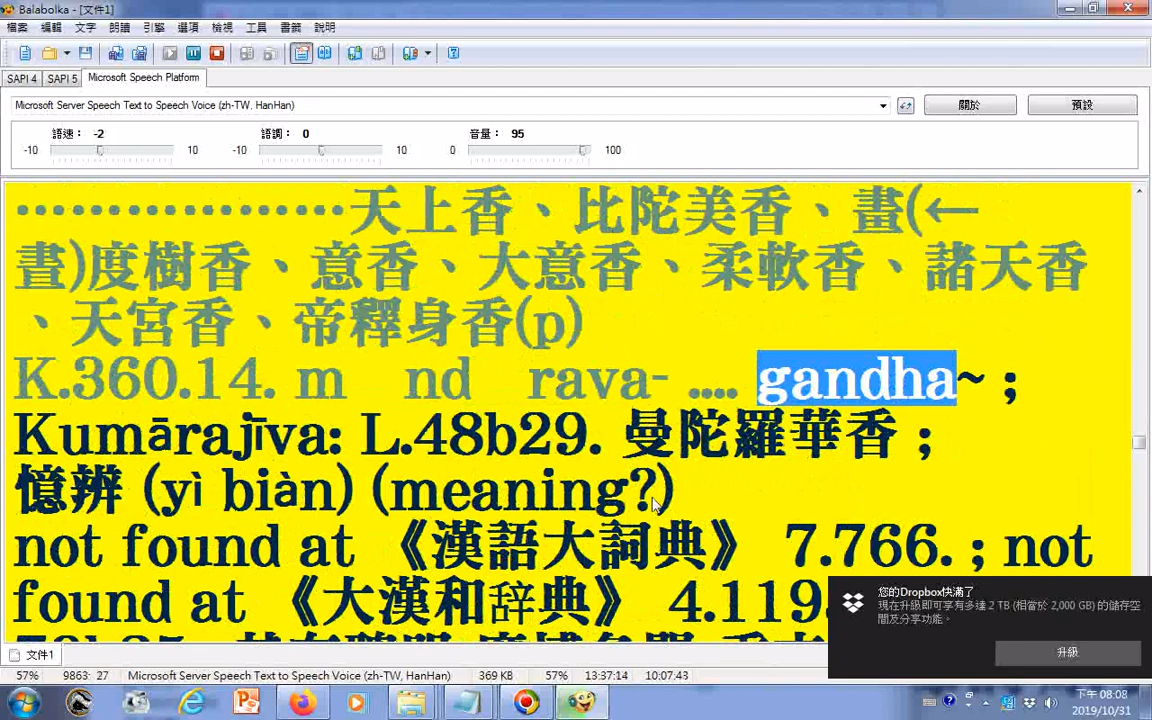 Balabolka - [文件1]
檔案 編輯 文字 朗讀 引擎 選項 檢視 工具 書籤 說明
SAPI 4 SAPI 5 Microsoft Speech Platform
Microsoft Server Speech Text to Speech Voice (zh-TW, HanHan)
關於 預設
語速： -2 語調： 0 音量： 95
-10 10 -10 10 0 100
⋯⋯⋯⋯⋯⋯天上香、比陀美香、畫(←
晝)度樹香、意香、大意香、柔軟香、諸天香
、天宮香、帝釋身香(p)
K.360.14. m nd rava- .... gandha~ ;
Kumārajīva: L.48b29. 曼陀羅華香 ;
憶辨 (yì biàn) (meaning?)
not found at 《漢語大詞典》 7.766. ; not
found at 《大漢和辞典》 4.119
您的Dropbox快滿了
現在升級即可享有多達 2 TB (相當於 2,000 GB) 的儲存空
間及分享功能。
升級
文件1
57% 9863: 27 Microsoft Server Speech Text to Speech Voice (zh-TW, HanHan) 369 KB 57% 13:37:14 10:07:43
下午 08:08
2019/10/31